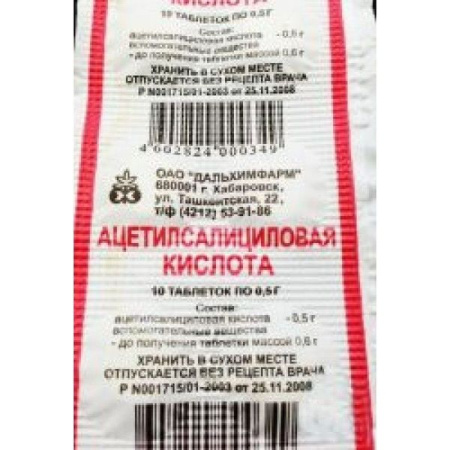 КИСЛОТА
10 ТАБЛЕТОК ПО 0,5Г
Состав:
ацетилсалициловая кислота - 0,5 г
вспомогательные вещества
- до получения таблетки массой 0,6 г
ХРАНИТЬ В СУХОМ МЕСТЕ
ОТПУСКАЕТСЯ БЕЗ РЕЦЕПТА ВРАЧА
Р N001715/01-2003 от 25.11.2008
4602824000349
ОАО "ДАЛЬХИМФАРМ"
680001 г. Хабаровск,
ул. Ташкентская, 22,
т/ф (4212) 53-91-86
АЦЕТИЛСАЛИЦИЛОВАЯ
КИСЛОТА
10 ТАБЛЕТОК ПО 0,5Г
Состав:
ацетилсалициловая кислота - 0,5 г
вспомогательные вещества
- до получения таблетки массой 0,6 г
ХРАНИТЬ В СУХОМ МЕСТЕ
ОТПУСКАЕТСЯ БЕЗ РЕЦЕПТА ВРАЧА
Р N001715/01-2003 от 25.11.2008